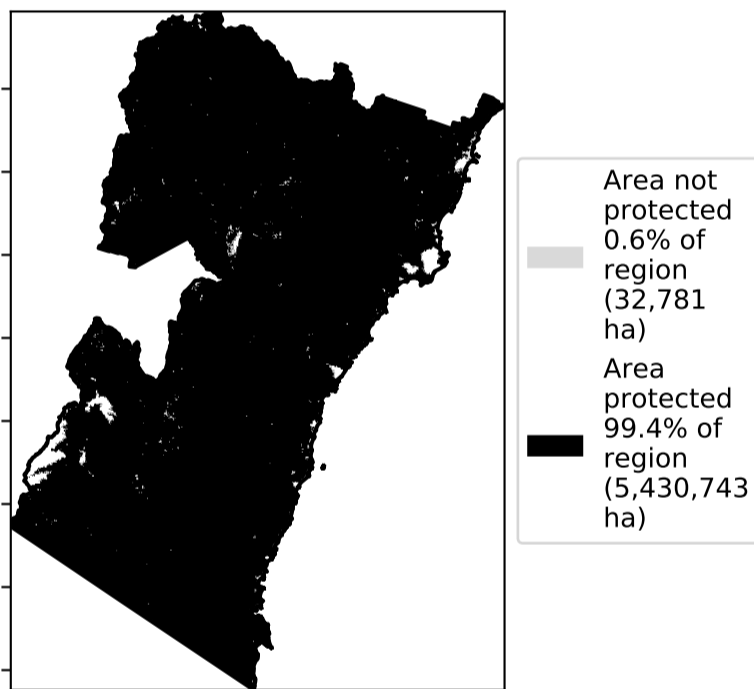 Area not
protected
0.6% of
region
(32,781
ha)
Area
protected
99.4% of
region
(5,430,743
ha)